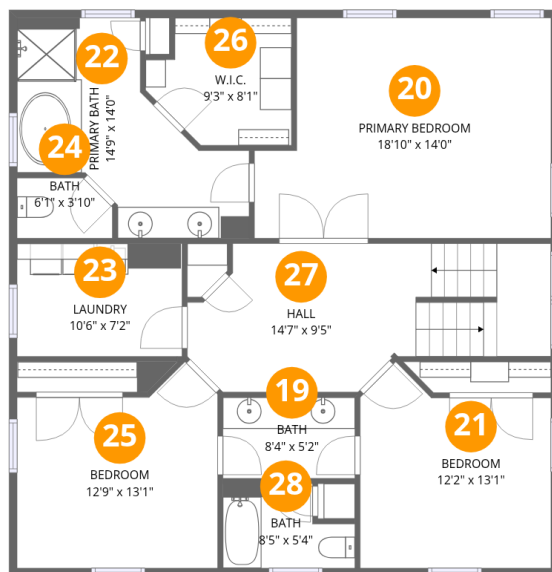 22
PRIMARY BATH
14'9" x 14'0"
26
W.I.C.
9'3" x 8'1"
20
PRIMARY BEDROOM
18'10" x 14'0"
24
BATH
6'1" x 3'10"
23
LAUNDRY
10'6" x 7'2"
27
HALL
14'7" x 9'5"
19
BATH
8'4" x 5'2"
25
BEDROOM
12'9" x 13'1"
21
BEDROOM
12'2" x 13'1"
28
BATH
8'5" x 5'4"